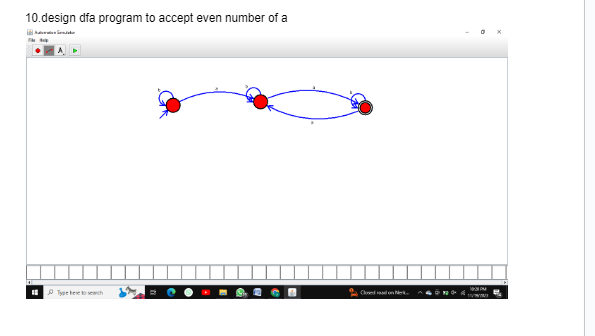 10.design dfa program to accept even number of a
Automaton Simulator
File Help
A
Type here to search
Closed road on Nerk...
10:28 PM
11/19/2023